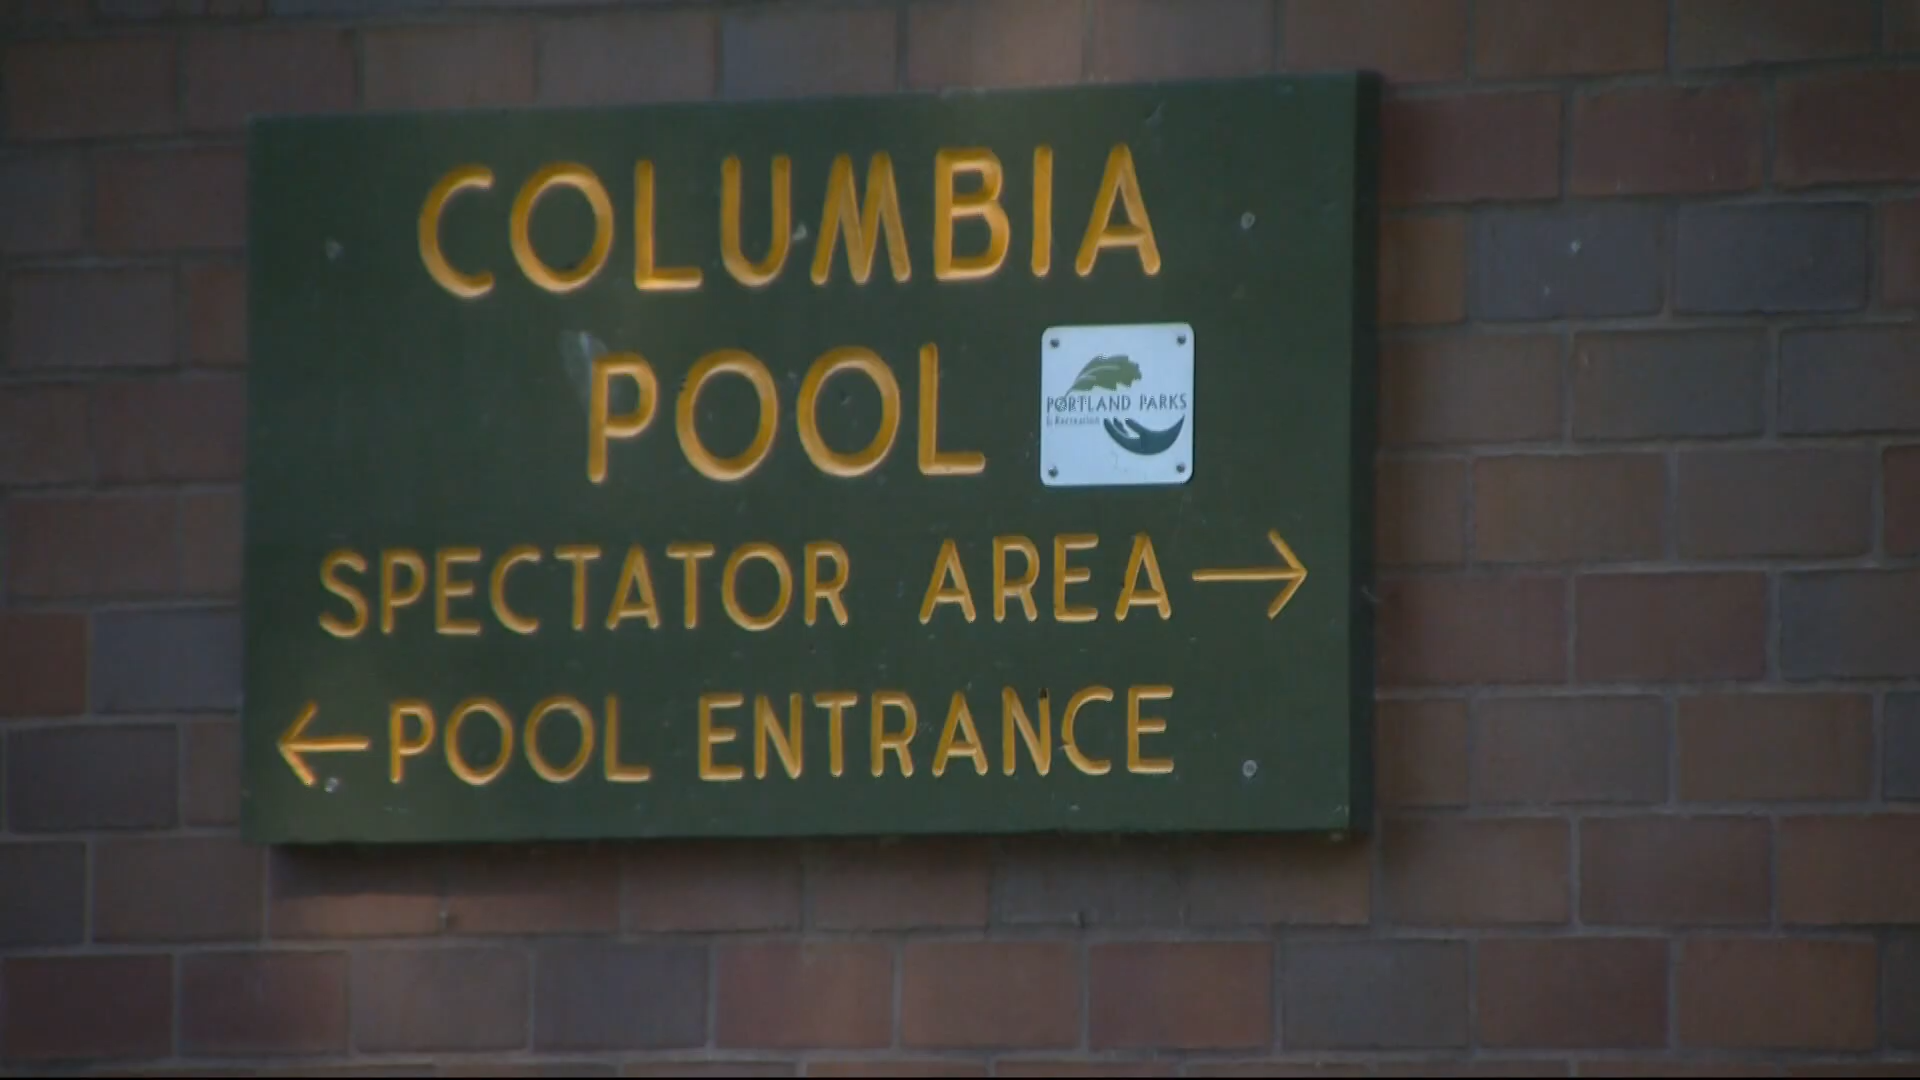 COLUMBIA
POOL
PORTLAND PARKS
& Recreation
SPECTATOR AREA →
← POOL ENTRANCE